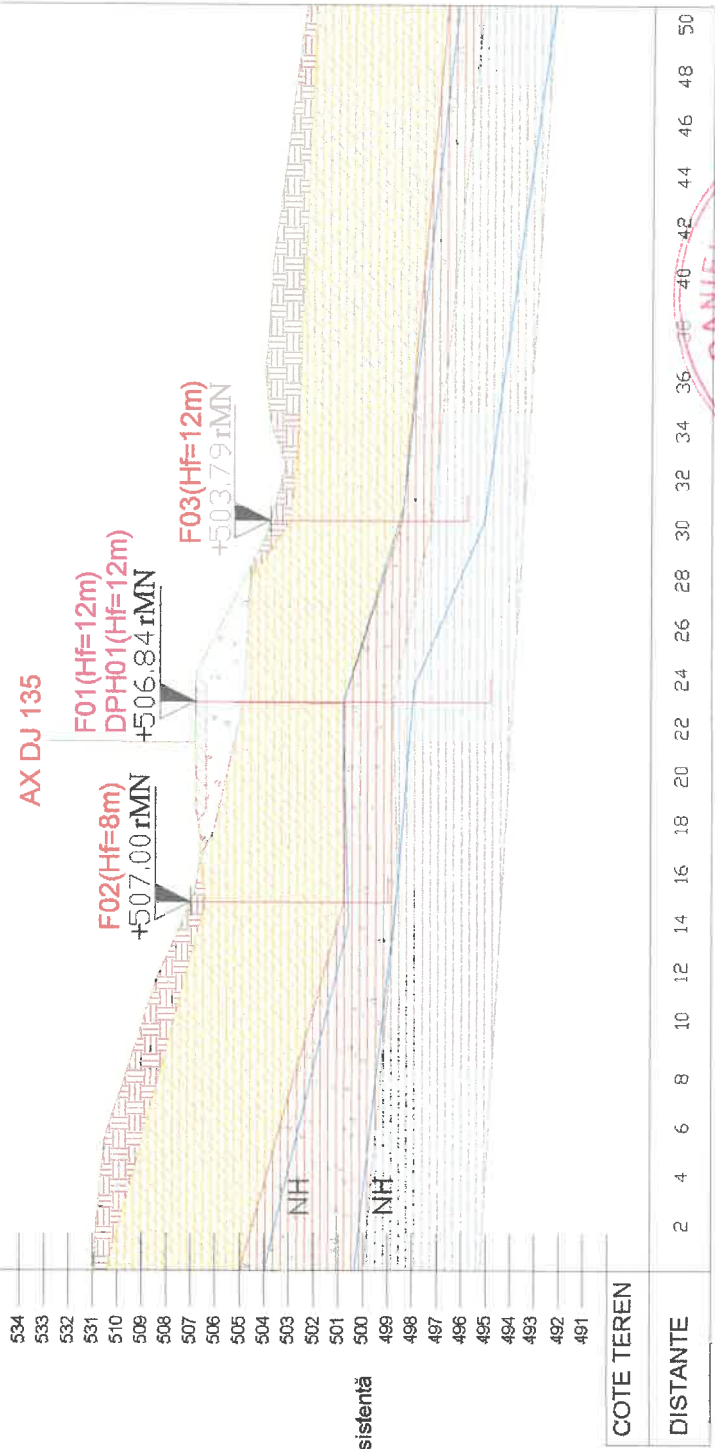 AX DJ 135
F01(Hf=12m)
DPH01(Hf=12m)
+506.84 rMN
F02(Hf=8m)
+507.00 rMN
F03(Hf=12m)
+503.79 rMN
534
533
532
531
510
509
508
507
506
505
504
503
502
501
500
499
498
497
496
495
494
493
492
491
sistentă
NH
NH
COTE TEREN
DISTANTE
2 4 6 8 10 12 14 16 18 20 22 24 26 28 30 32 34 36 38 40 42 44 46 48 50
DANIEL